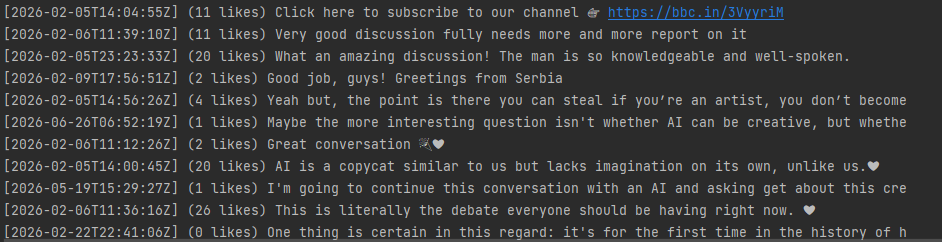 [2026-02-05T14:04:55Z] (11 likes) Click here to subscribe to our channel 👉 https://bbc.in/3VyyriM
[2026-02-06T11:39:10Z] (11 likes) Very good discussion fully needs more and more report on it
[2026-02-05T23:23:33Z] (20 likes) What an amazing discussion! The man is so knowledgeable and well-spoken.
[2026-02-09T17:56:51Z] (2 likes) Good job, guys! Greetings from Serbia
[2026-02-05T14:56:26Z] (4 likes) Yeah but, the point is there you can steal if you’re an artist, you don’t become
[2026-06-26T06:52:19Z] (1 likes) Maybe the more interesting question isn't whether AI can be creative, but whethe
[2026-02-06T11:12:26Z] (2 likes) Great conversation 🎉❤
[2026-02-05T14:00:45Z] (20 likes) AI is a copycat similar to us but lacks imagination on its own, unlike us.❤
[2026-05-19T15:29:27Z] (1 likes) I'm going to continue this conversation with an AI and asking get about this cre
[2026-02-06T11:36:16Z] (26 likes) This is literally the debate everyone should be having right now. ❤
[2026-02-22T22:41:06Z] (0 likes) One thing is certain in this regard: it's for the first time in the history of h